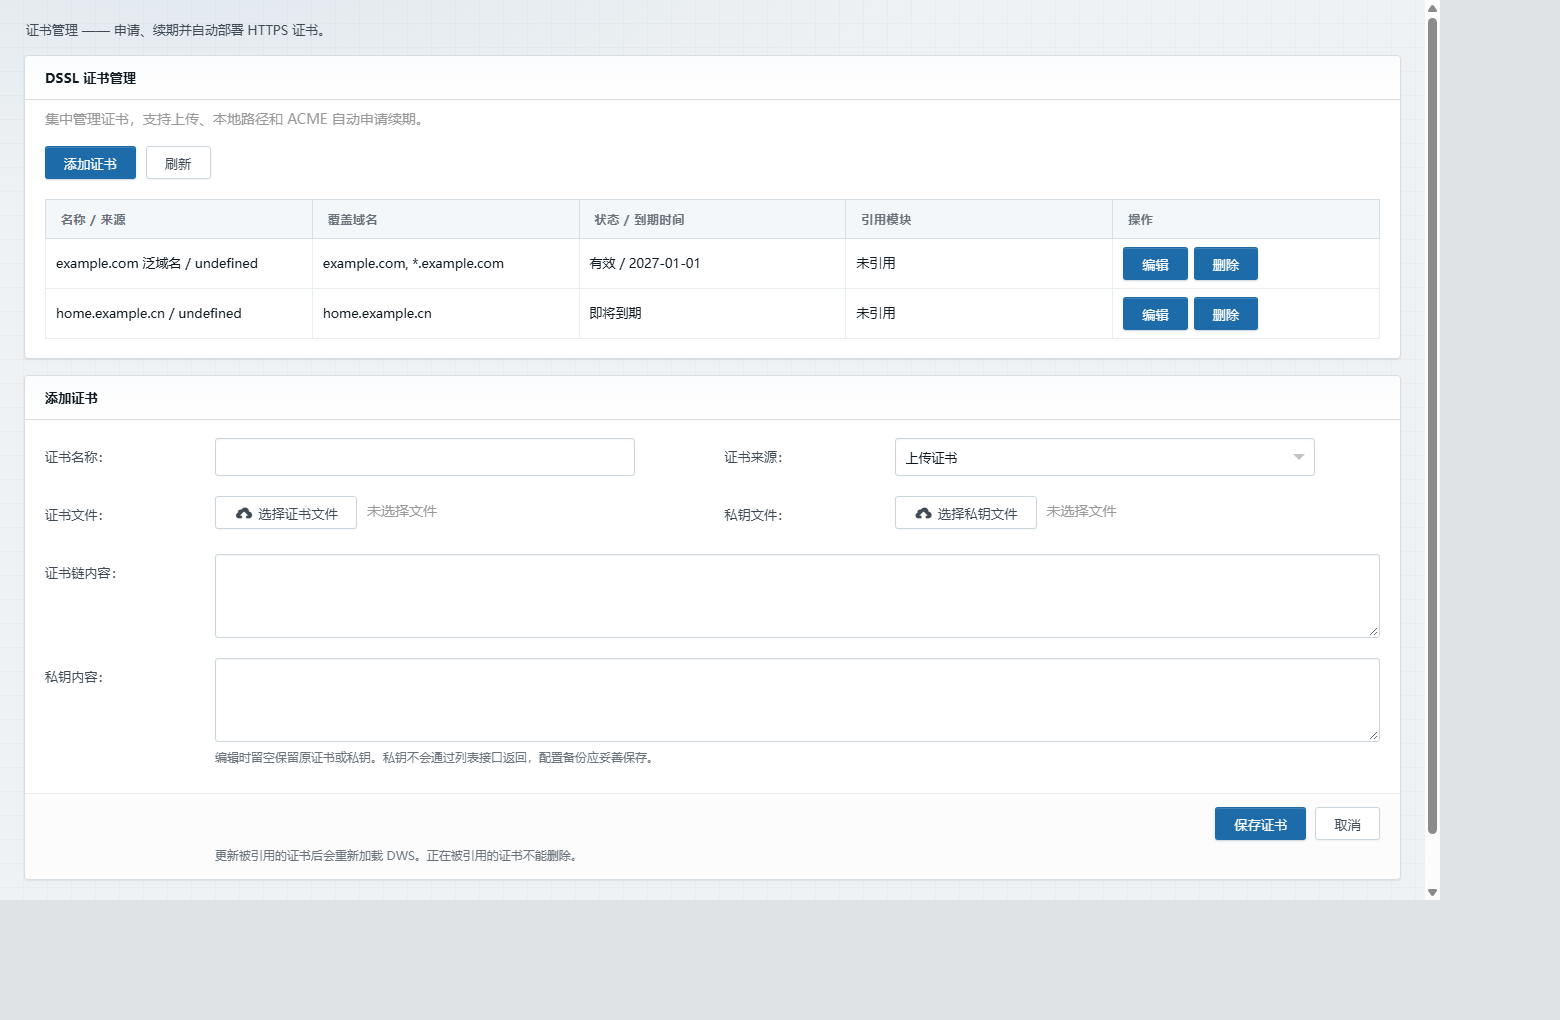 证书管理 —— 申请、续期并自动部署 HTTPS 证书。
DSSL 证书管理
集中管理证书，支持上传、本地路径和 ACME 自动申请续期。
添加证书 刷新
名称 / 来源 覆盖域名 状态 / 到期时间 引用模块 操作
example.com 泛域名 / undefined example.com, *.example.com 有效 / 2027-01-01 未引用 编辑 删除
home.example.cn / undefined home.example.cn 即将到期 未引用 编辑 删除
添加证书
证书名称： 证书来源： 上传证书
证书文件： 选择证书文件 未选择文件 私钥文件： 选择私钥文件 未选择文件
证书链内容：
私钥内容：
编辑时留空保留原证书或私钥。私钥不会通过列表接口返回，配置备份应妥善保存。
保存证书 取消
更新被引用的证书后会重新加载 DWS。正在被引用的证书不能删除。